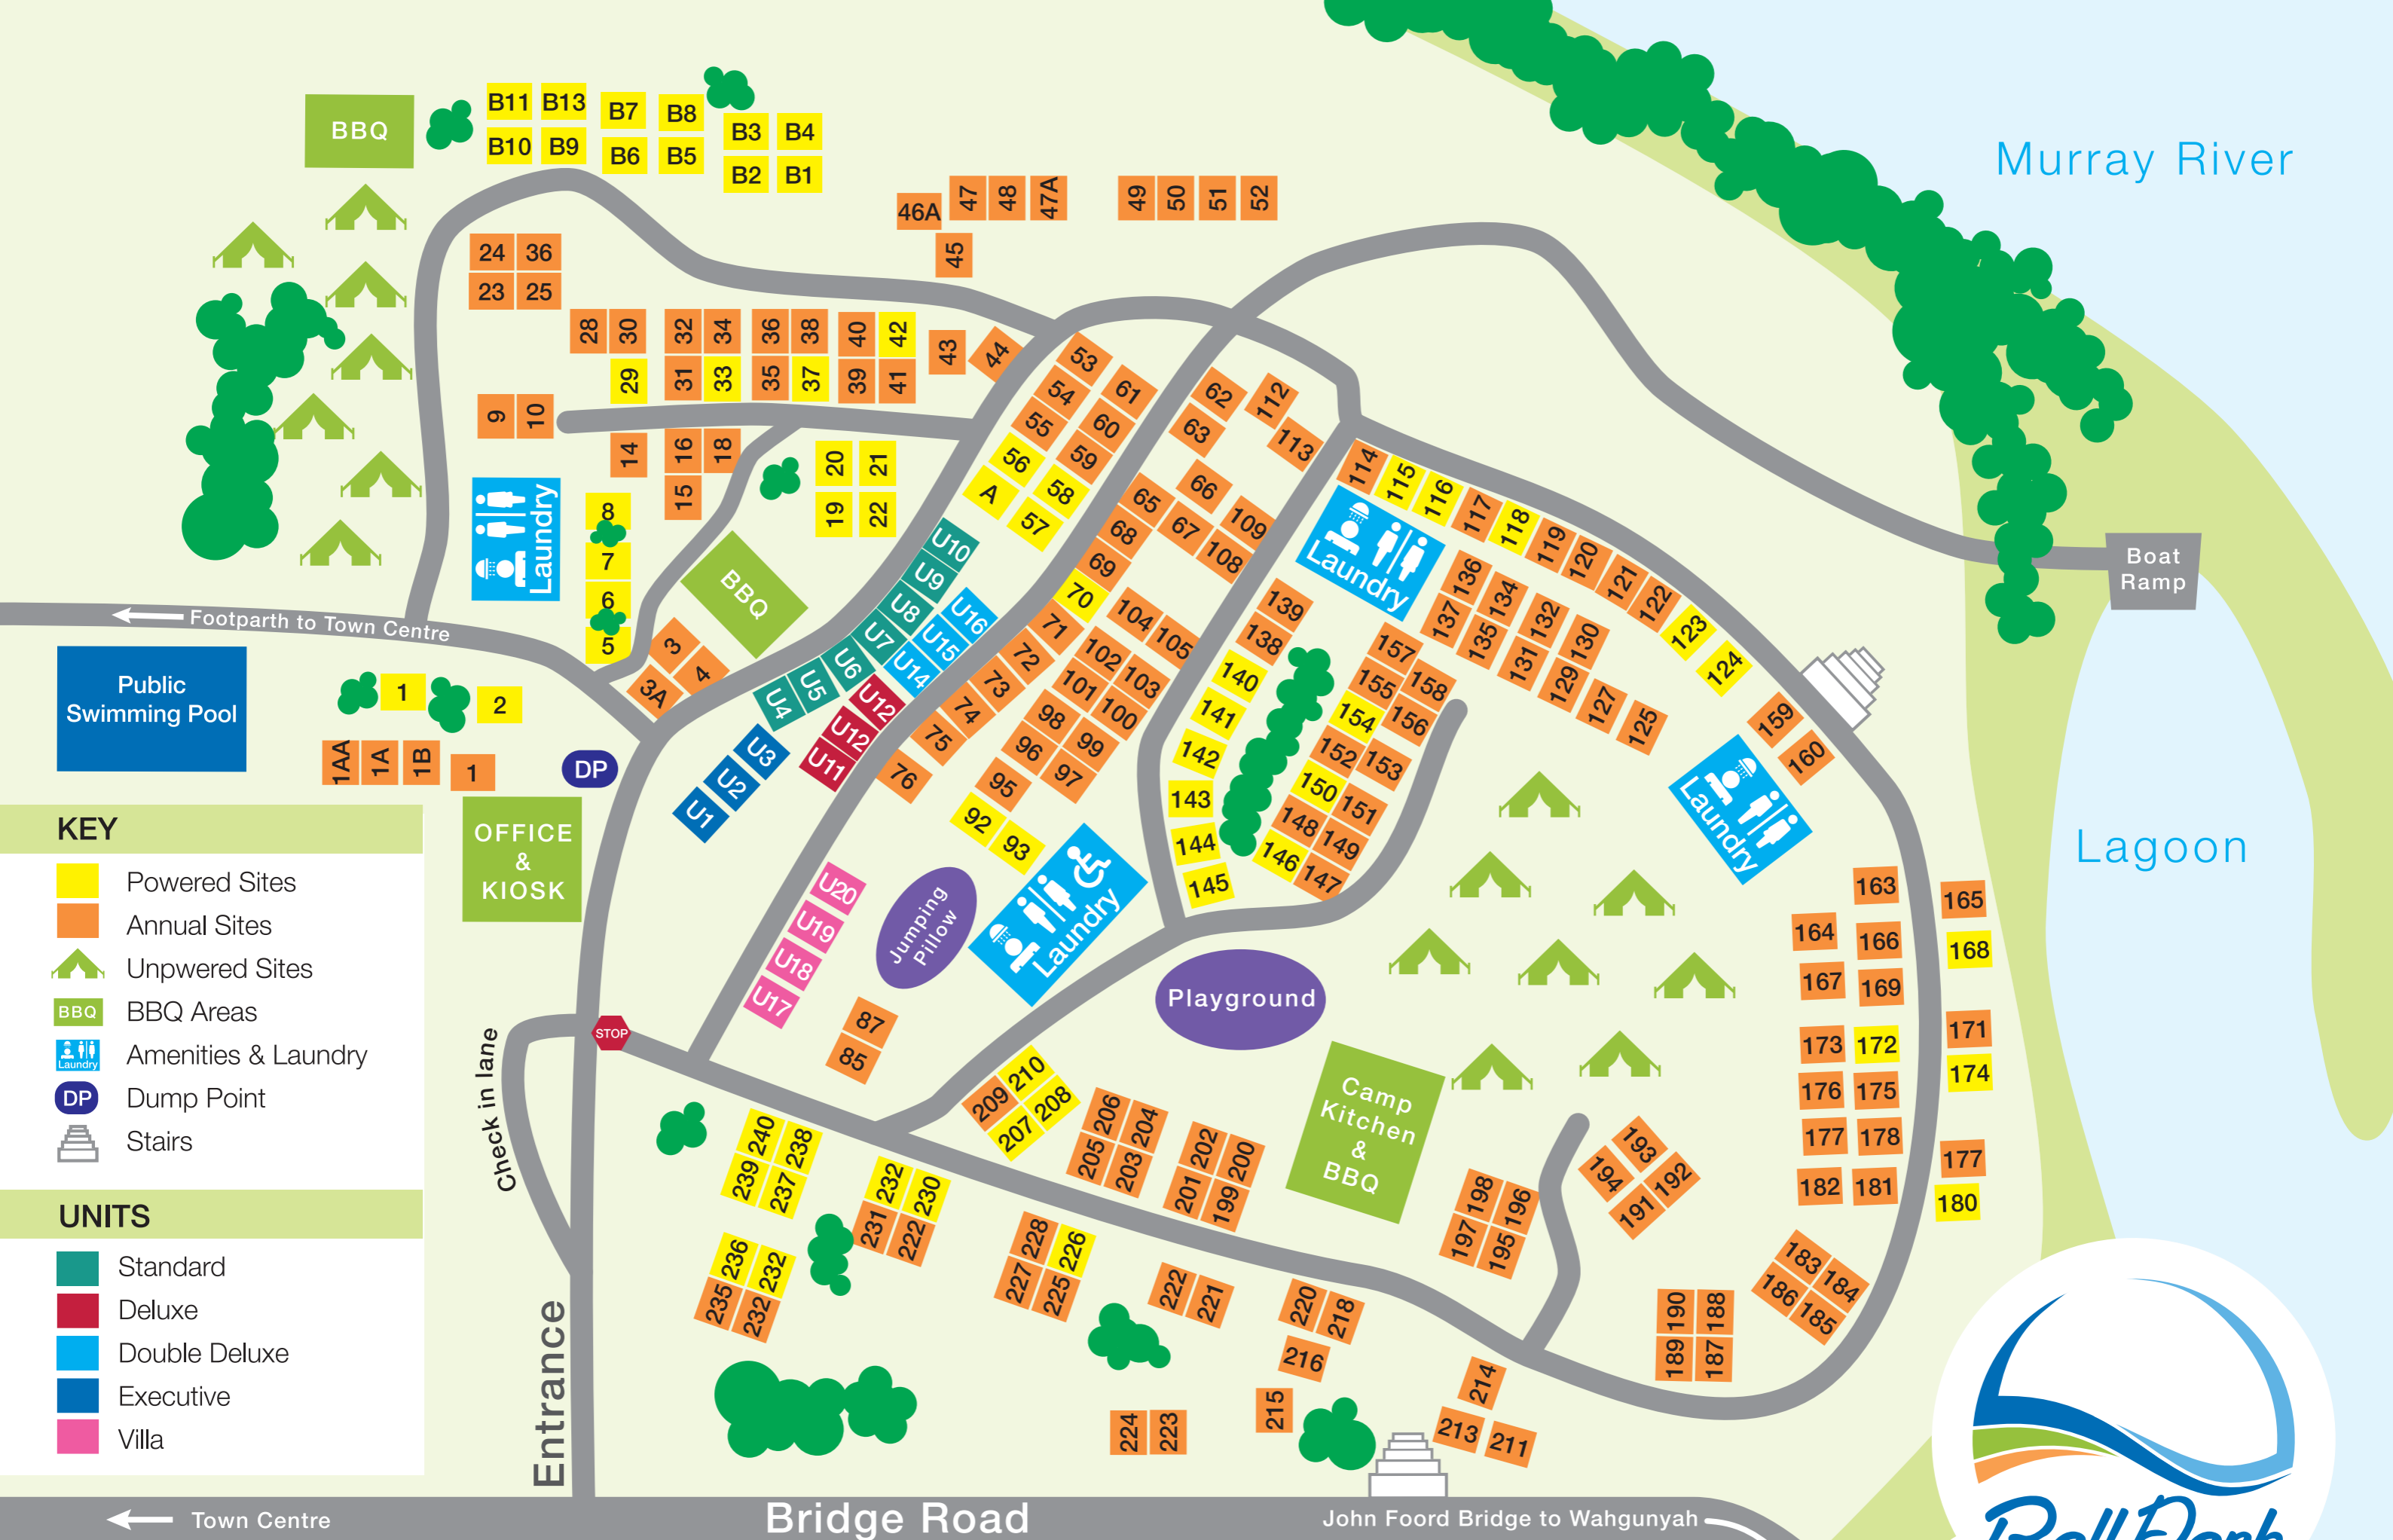 Murray River
BBQ
B11 B13 B7 B8 B3 B4
B10 B9 B6 B5 B2 B1
46A 47 48 47A 49 50 51 52
45
24 36
23 25
28 30 32 34 36 38 40 42 43 44
29 31 33 35 37 39 41
9 10
14 16 18
15
20 21
19 22
8
7
6
5
Laundry
BBQ
3
4
3A
Footparth to Town Centre
Public
Swimming Pool
1
2
1AA 1A 1B 1
DP
OFFICE
&
KIOSK
53
54 61
55 60
56 59
A 58
57
U10
U9
U8
U7
U6
U5
U4
U16
U15
U14
U12
U12
U11
U3
U2
U1
62 112
63 113
66
65
67 109
68 108
69
70
71 104 105
72 102 103
73 101 100
74 98 99
75 96 97
76 95
92 93
114 115 116 117 118 119 120 121 122 123 124
Laundry
136 134 132 130
137 135 131 129 127 125
139
138
140
141
142
143
144
145
157
155 158
154 156
152 153
150 151
148 149
146 147
159
160
Laundry
Boat
Ramp
Lagoon
U20
U19
U18
U17
Jumping
Pillow
Laundry
Playground
87
85
STOP
Check in lane
163 165
164 166 168
167 169
173 172 171
176 175 174
177 178 177
182 181 180
183 184
186 185
190 188
189 187
193
194 192
191
198 196
197 195
Camp
Kitchen
&
BBQ
210
209 208
207
206 204
205 203
202 200
201 199
240 238
239 237
232 230
231 222
236 232
235 232
228 226
227 225
222 221
220 218
216
215
224 223
214
213 211
KEY
Powered Sites
Annual Sites
Unpwered Sites
BBQ BBQ Areas
Laundry Amenities & Laundry
DP Dump Point
Stairs
UNITS
Standard
Deluxe
Double Deluxe
Executive
Villa
Entrance
Town Centre
Bridge Road
John Foord Bridge to Wahgunyah